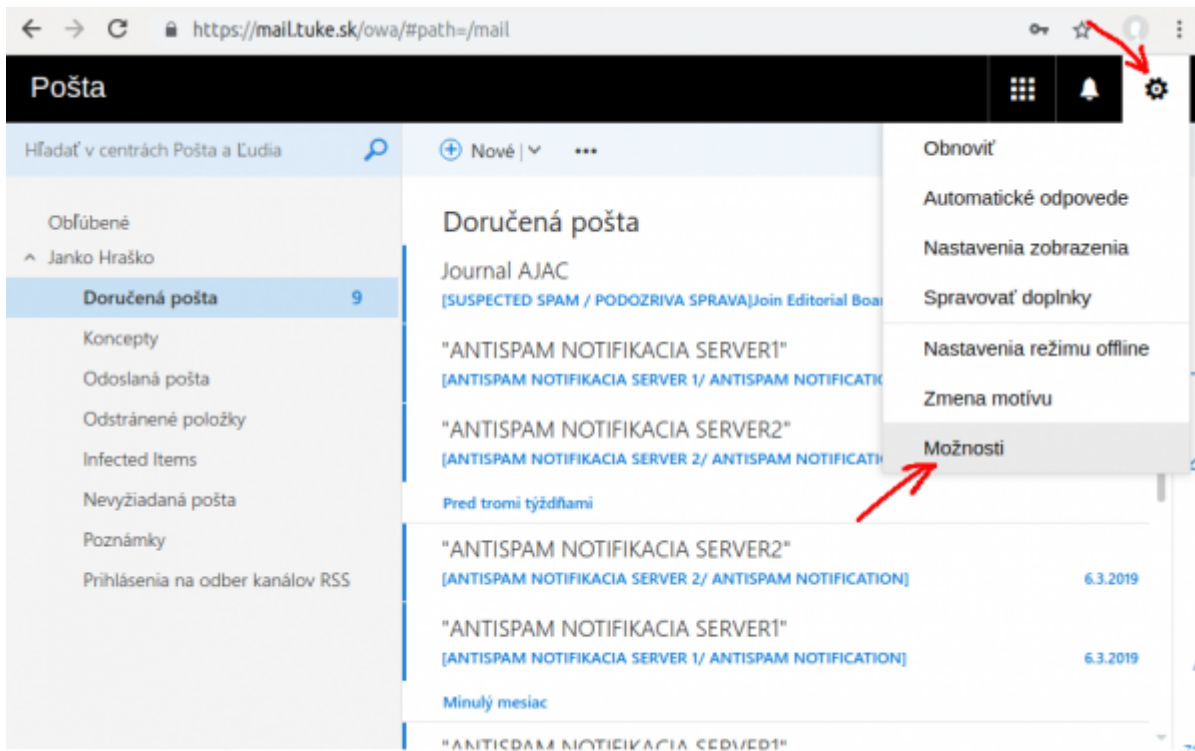 https://mail.tuke.sk/owa/#path=/mail
Pošta
Hľadať v centrách Pošta a Ľudia
Nové
Obľúbené
Janko Hraško
Doručená pošta 9
Koncepty
Odoslaná pošta
Odstránené položky
Infected Items
Nevyžiadaná pošta
Poznámky
Prihlásenia na odber kanálov RSS
Doručená pošta
Journal AJAC
[SUSPECTED SPAM / PODOZRIVA SPRAVA]Join Editorial Boa
"ANTISPAM NOTIFIKACIA SERVER1"
[ANTISPAM NOTIFIKACIA SERVER 1/ ANTISPAM NOTIFICATIO
"ANTISPAM NOTIFIKACIA SERVER2"
[ANTISPAM NOTIFIKACIA SERVER 2/ ANTISPAM NOTIFICATI
Pred tromi týždňami
"ANTISPAM NOTIFIKACIA SERVER2"
[ANTISPAM NOTIFIKACIA SERVER 2/ ANTISPAM NOTIFICATION] 6.3.2019
"ANTISPAM NOTIFIKACIA SERVER1"
[ANTISPAM NOTIFIKACIA SERVER 1/ ANTISPAM NOTIFICATION] 6.3.2019
Minulý mesiac
"ANTISPAM NOTIFIKACIA SERVER1"
Obnoviť
Automatické odpovede
Nastavenia zobrazenia
Spravovať doplnky
Nastavenia režimu offline
Zmena motívu
Možnosti